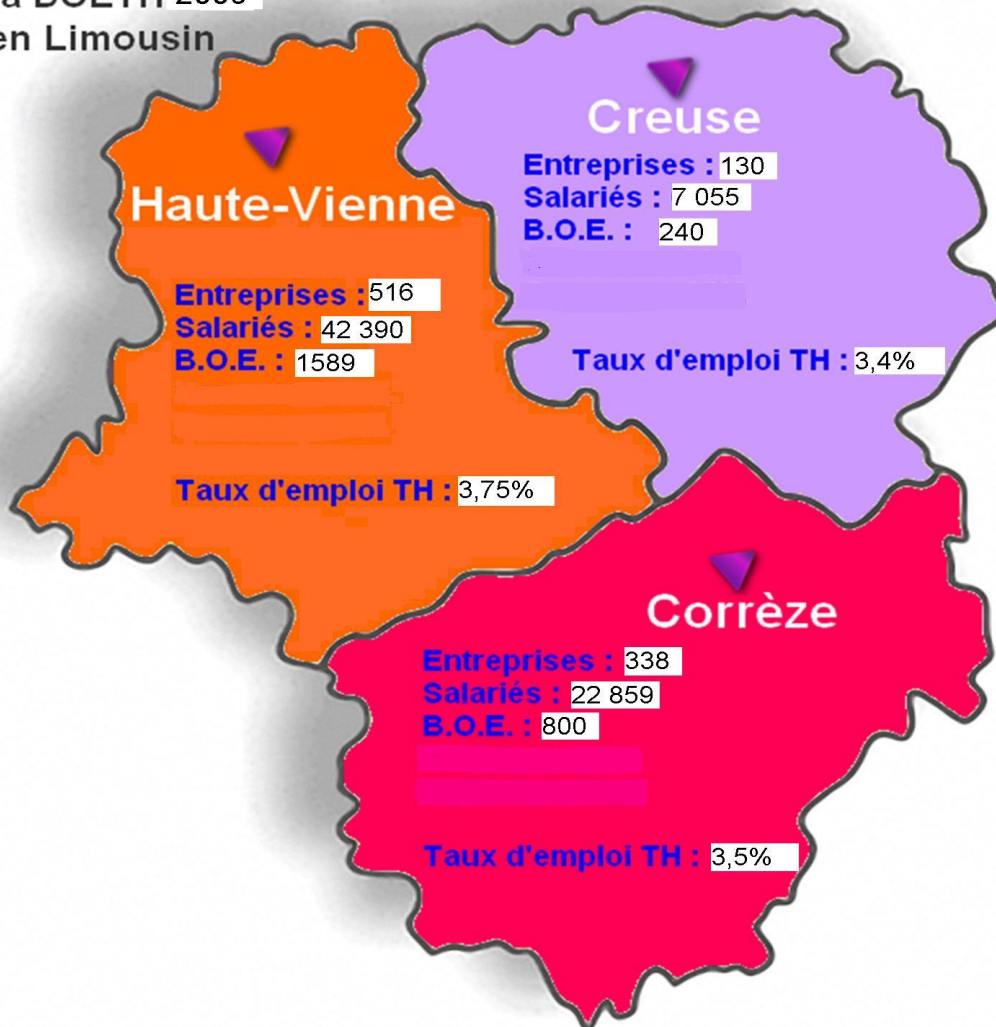 en Limousin
Haute-Vienne
Entreprises : 516
Salariés : 42 390
B.O.E. : 1589
Taux d'emploi TH : 3,75%
Creuse
Entreprises : 130
Salariés : 7 055
B.O.E. : 240
Taux d'emploi TH : 3,4%
Corrèze
Entreprises : 338
Salariés : 22 859
B.O.E. : 800
Taux d'emploi TH : 3,5%